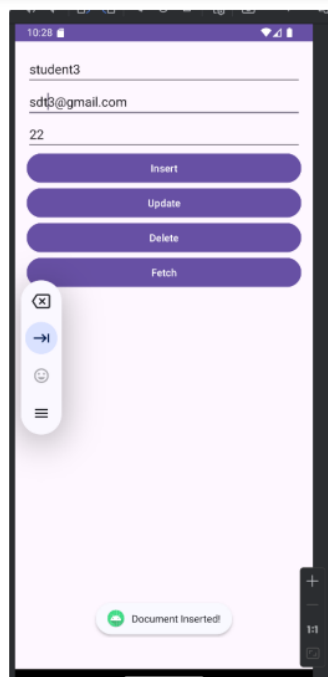 10:28
student3
sdt3@gmail.com
22
Insert
Update
Delete
Fetch
Document Inserted!
1:1